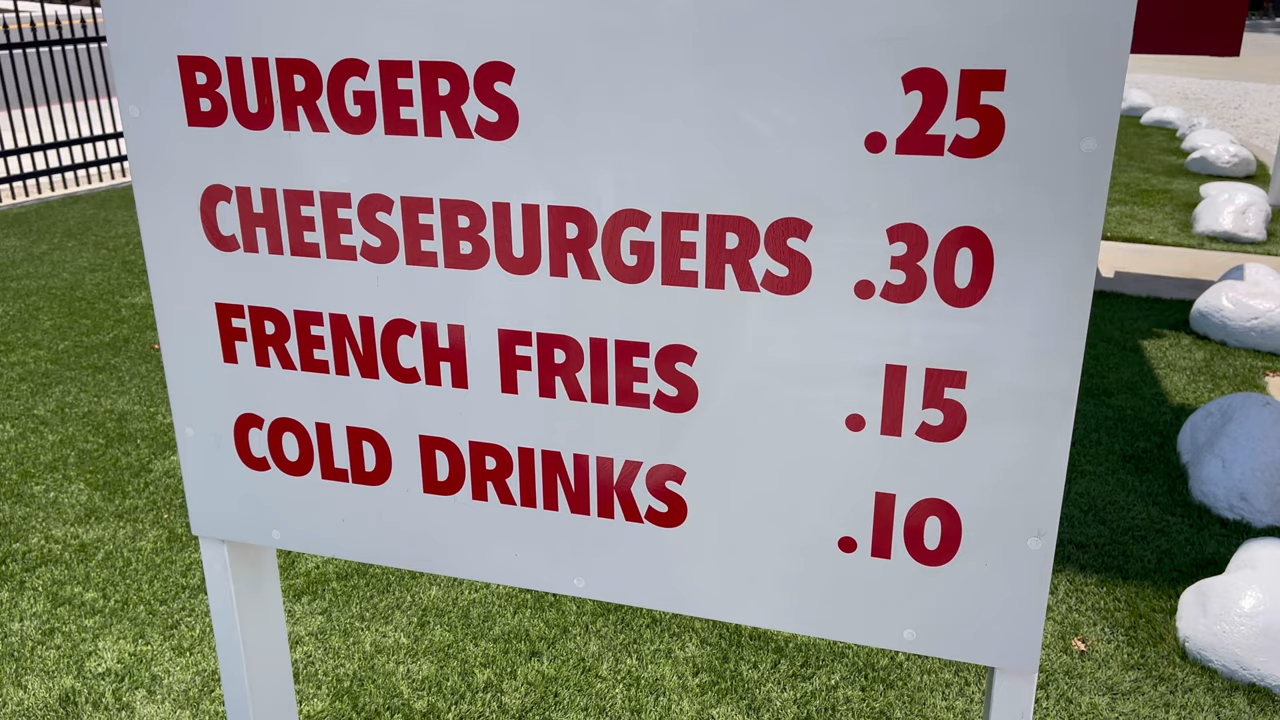 BURGERS .25
CHEESEBURGERS .30
FRENCH FRIES .15
COLD DRINKS .10